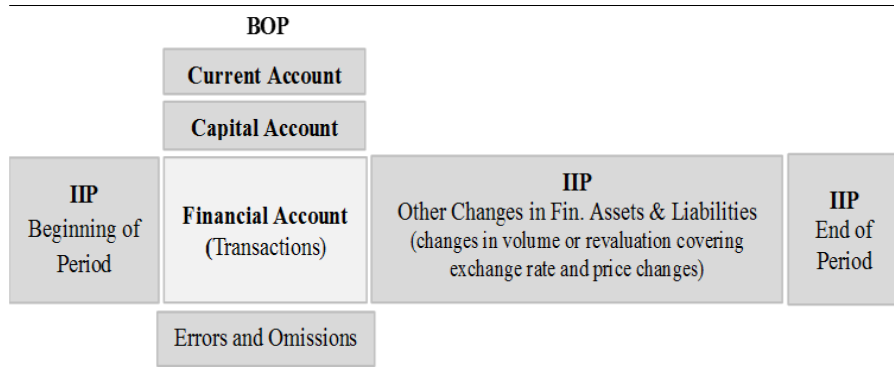 BOP
Current Account
Capital Account
IIP
Beginning of
Period
Financial Account
(Transactions)
IIP
Other Changes in Fin. Assets & Liabilities
(changes in volume or revaluation covering
exchange rate and price changes)
IIP
End of
Period
Errors and Omissions